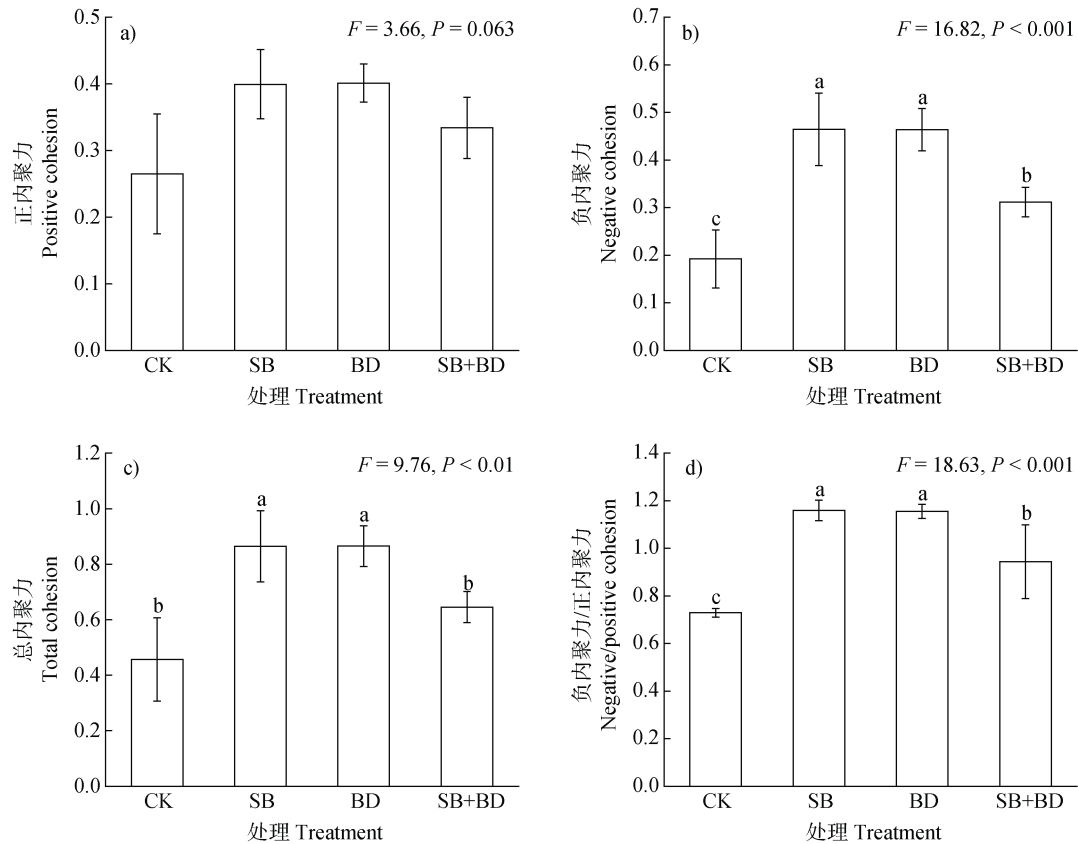 a)
F = 3.66, P = 0.063
正内聚力
Positive cohesion
0.5
0.4
0.3
0.2
0.1
0.0
CK SB BD SB+BD
处理 Treatment
b)
F = 16.82, P < 0.001
负内聚力
Negative cohesion
0.7
0.6
0.5
0.4
0.3
0.2
0.1
0.0
c a a b
CK SB BD SB+BD
处理 Treatment
c)
F = 9.76, P < 0.01
总内聚力
Total cohesion
1.2
1.0
0.8
0.6
0.4
0.2
0.0
b a a b
CK SB BD SB+BD
处理 Treatment
d)
F = 18.63, P < 0.001
负内聚力/正内聚力
Negative/positive cohesion
1.4
1.2
1.0
0.8
0.6
0.4
0.2
0.0
c a a b
CK SB BD SB+BD
处理 Treatment